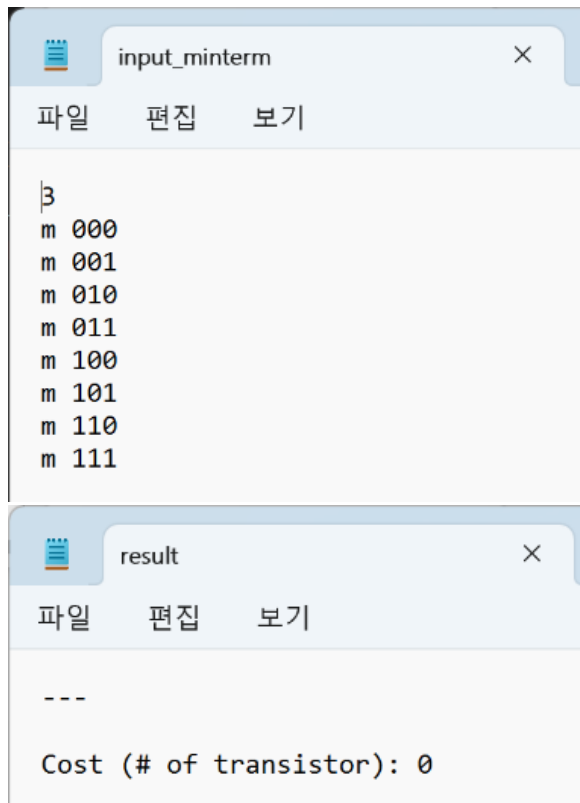 input_minterm
파일 편집 보기
3
m 000
m 001
m 010
m 011
m 100
m 101
m 110
m 111
result
파일 편집 보기
---
Cost (# of transistor): 0